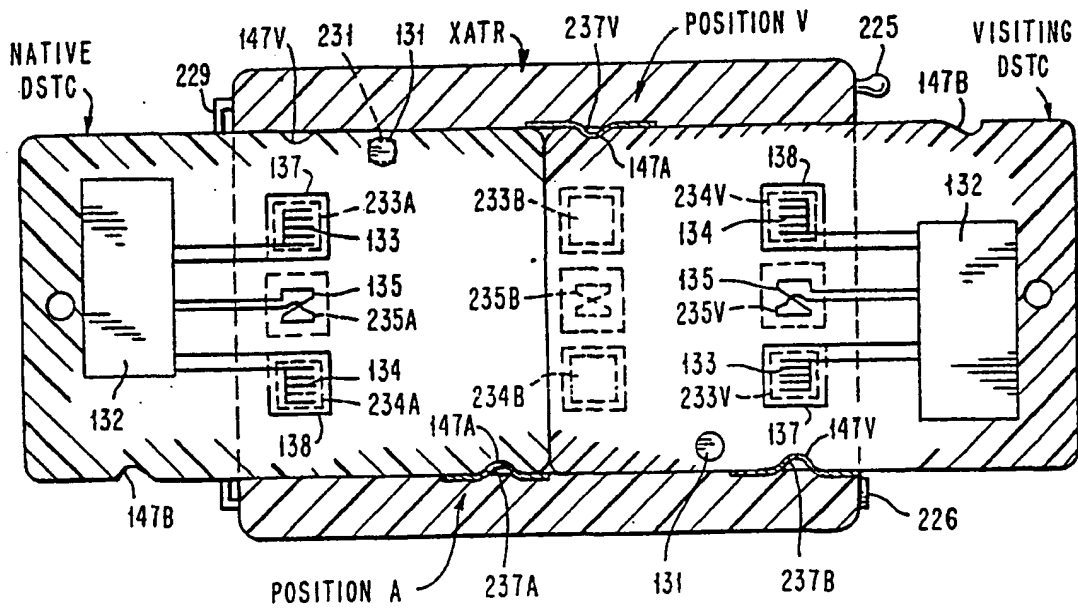 147V
231
131
XATR
237V
POSITION V
225
VISITING
DSTC
NATIVE
DSTC
229
147B
137
147A
138
233A
233B
234V
132
133
134
135
235B
135
235A
235V
134
133
234A
234B
233V
132
138
147A
137
147V
147B
226
POSITION A
237A
131
237B